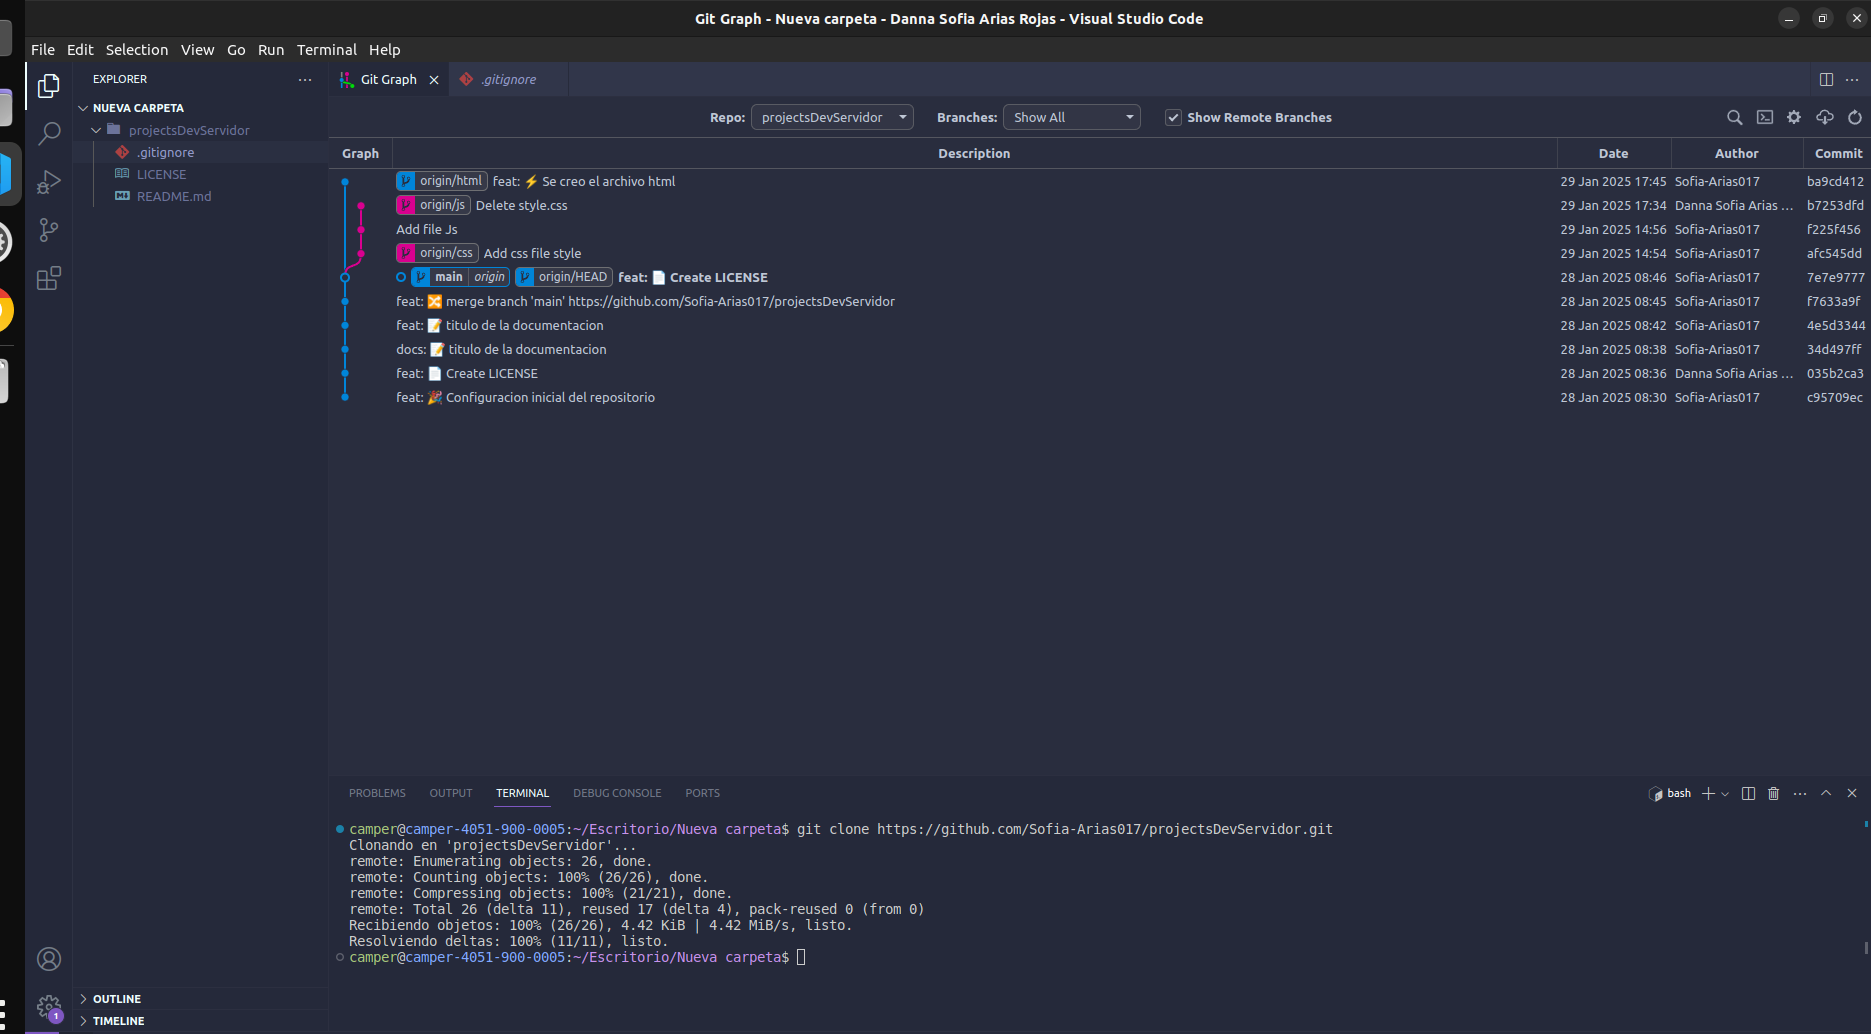 Git Graph - Nueva carpeta - Danna Sofia Arias Rojas - Visual Studio Code
File Edit Selection View Go Run Terminal Help
EXPLORER
NUEVA CARPETA
projectsDevServidor
.gitignore
LICENSE
README.md
OUTLINE
TIMELINE
1
Git Graph
.gitignore
Repo: projectsDevServidor Branches: Show All Show Remote Branches
Graph Description Date Author Commit
origin/html feat: ⚡ Se creo el archivo html 29 Jan 2025 17:45 Sofia-Arias017 ba9cd412
origin/js Delete style.css 29 Jan 2025 17:34 Danna Sofia Arias ... b7253dfd
Add file Js 29 Jan 2025 14:56 Sofia-Arias017 f225f456
origin/css Add css file style 29 Jan 2025 14:54 Sofia-Arias017 afc545dd
main origin origin/HEAD feat: 📄 Create LICENSE 28 Jan 2025 08:46 Sofia-Arias017 7e7e9777
feat: 🔀 merge branch 'main' https://github.com/Sofia-Arias017/projectsDevServidor 28 Jan 2025 08:45 Sofia-Arias017 f7633a9f
feat: 📝 titulo de la documentacion 28 Jan 2025 08:42 Sofia-Arias017 4e5d3344
docs: 📝 titulo de la documentacion 28 Jan 2025 08:38 Sofia-Arias017 34d497ff
feat: 📄 Create LICENSE 28 Jan 2025 08:36 Danna Sofia Arias ... 035b2ca3
feat: 🎉 Configuracion inicial del repositorio 28 Jan 2025 08:30 Sofia-Arias017 c95709ec
PROBLEMS OUTPUT TERMINAL DEBUG CONSOLE PORTS bash
camper@camper-4051-900-0005:~/Escritorio/Nueva carpeta$ git clone https://github.com/Sofia-Arias017/projectsDevServidor.git
Clonando en 'projectsDevServidor'...
remote: Enumerating objects: 26, done.
remote: Counting objects: 100% (26/26), done.
remote: Compressing objects: 100% (21/21), done.
remote: Total 26 (delta 11), reused 17 (delta 4), pack-reused 0 (from 0)
Recibiendo objetos: 100% (26/26), 4.42 KiB | 4.42 MiB/s, listo.
Resolviendo deltas: 100% (11/11), listo.
camper@camper-4051-900-0005:~/Escritorio/Nueva carpeta$